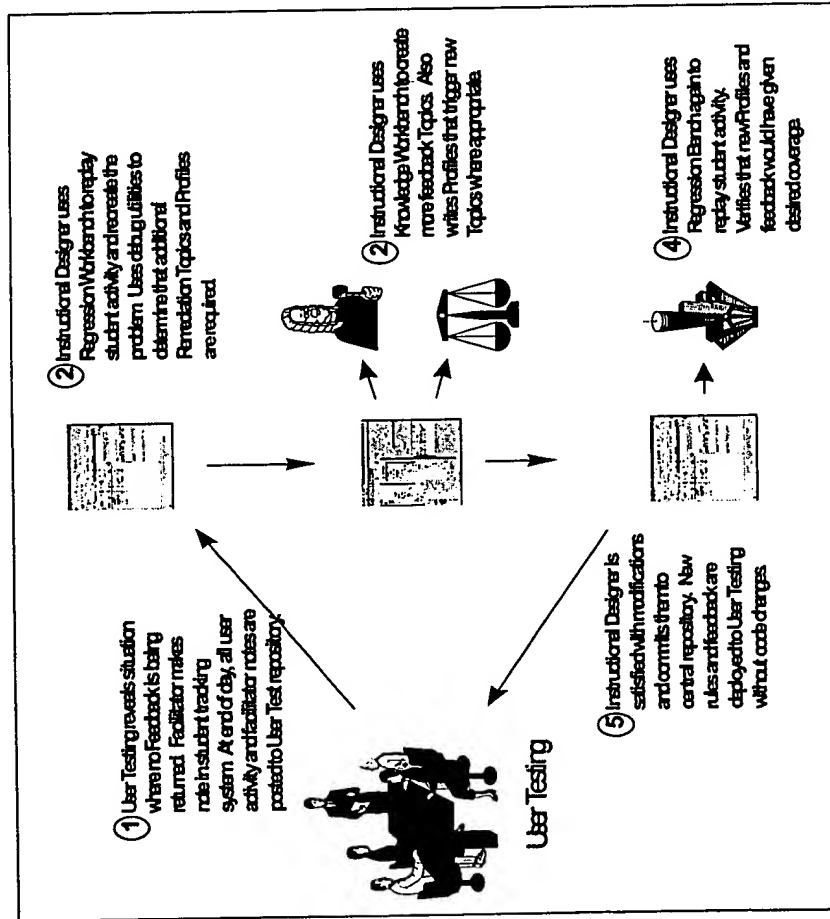 ① User Testing reveals situation
where no Feedback is being
returned. Facilitator makes
note in student tracking
system. At end of day, all user
activity and facilitator notes are
posted to User Test repository.
User Testing
② Instructional Designer uses
Regression Workbench to replay
student activity and recreate the
problem. Uses debug utilities to
determine that additional
Remediation Topics and Profiles
are required.
② Instructional Designer uses
Knowledge Workbench to create
more feedback Topics. Also
writes Profiles that trigger new
Topics where appropriate.
④ Instructional Designer uses
Regression Bench again to
replay student activity.
Verifies that new Profiles and
feedback would have given
desired coverage.
⑤ Instructional Designer is
satisfied with modifications
and commits them to
central repository. New
rules and feedback are
deployed to User Testing
without code changes.